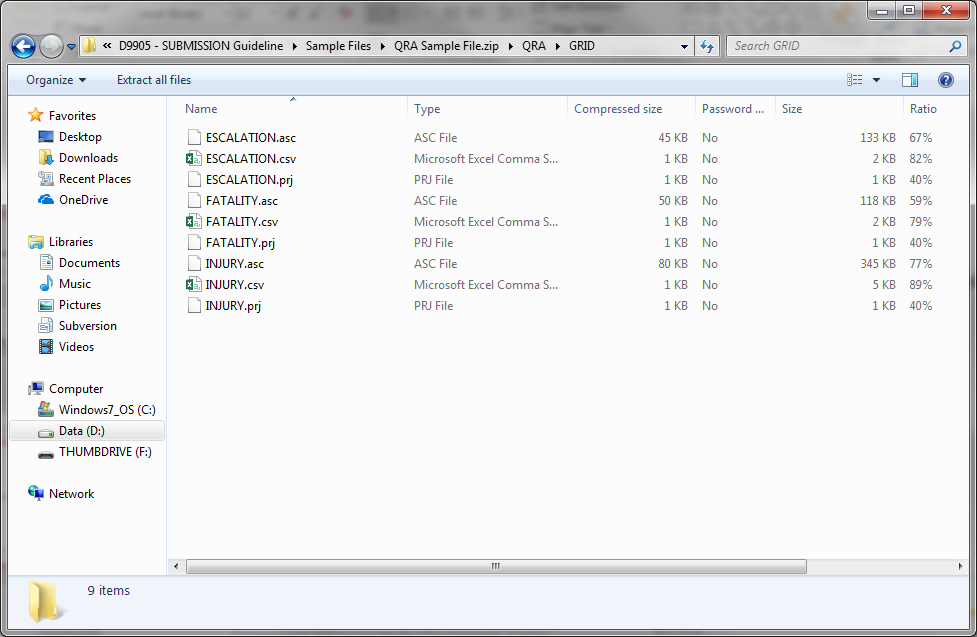 « D9905 - SUBMISSION Guideline Sample Files QRA Sample File.zip QRA GRID Search GRID
Organize Extract all files
Name Type Compressed size Password ... Size Ratio
ESCALATION.asc ASC File 45 KB No 133 KB 67%
ESCALATION.csv Microsoft Excel Comma S... 1 KB No 2 KB 82%
ESCALATION.prj PRJ File 1 KB No 1 KB 40%
FATALITY.asc ASC File 50 KB No 118 KB 59%
FATALITY.csv Microsoft Excel Comma S... 1 KB No 2 KB 79%
FATALITY.prj PRJ File 1 KB No 1 KB 40%
INJURY.asc ASC File 80 KB No 345 KB 77%
INJURY.csv Microsoft Excel Comma S... 1 KB No 5 KB 89%
INJURY.prj PRJ File 1 KB No 1 KB 40%
Favorites
Desktop
Downloads
Recent Places
OneDrive
Libraries
Documents
Music
Pictures
Subversion
Videos
Computer
Windows7_OS (C:)
Data (D:)
THUMBDRIVE (F:)
Network
9 items